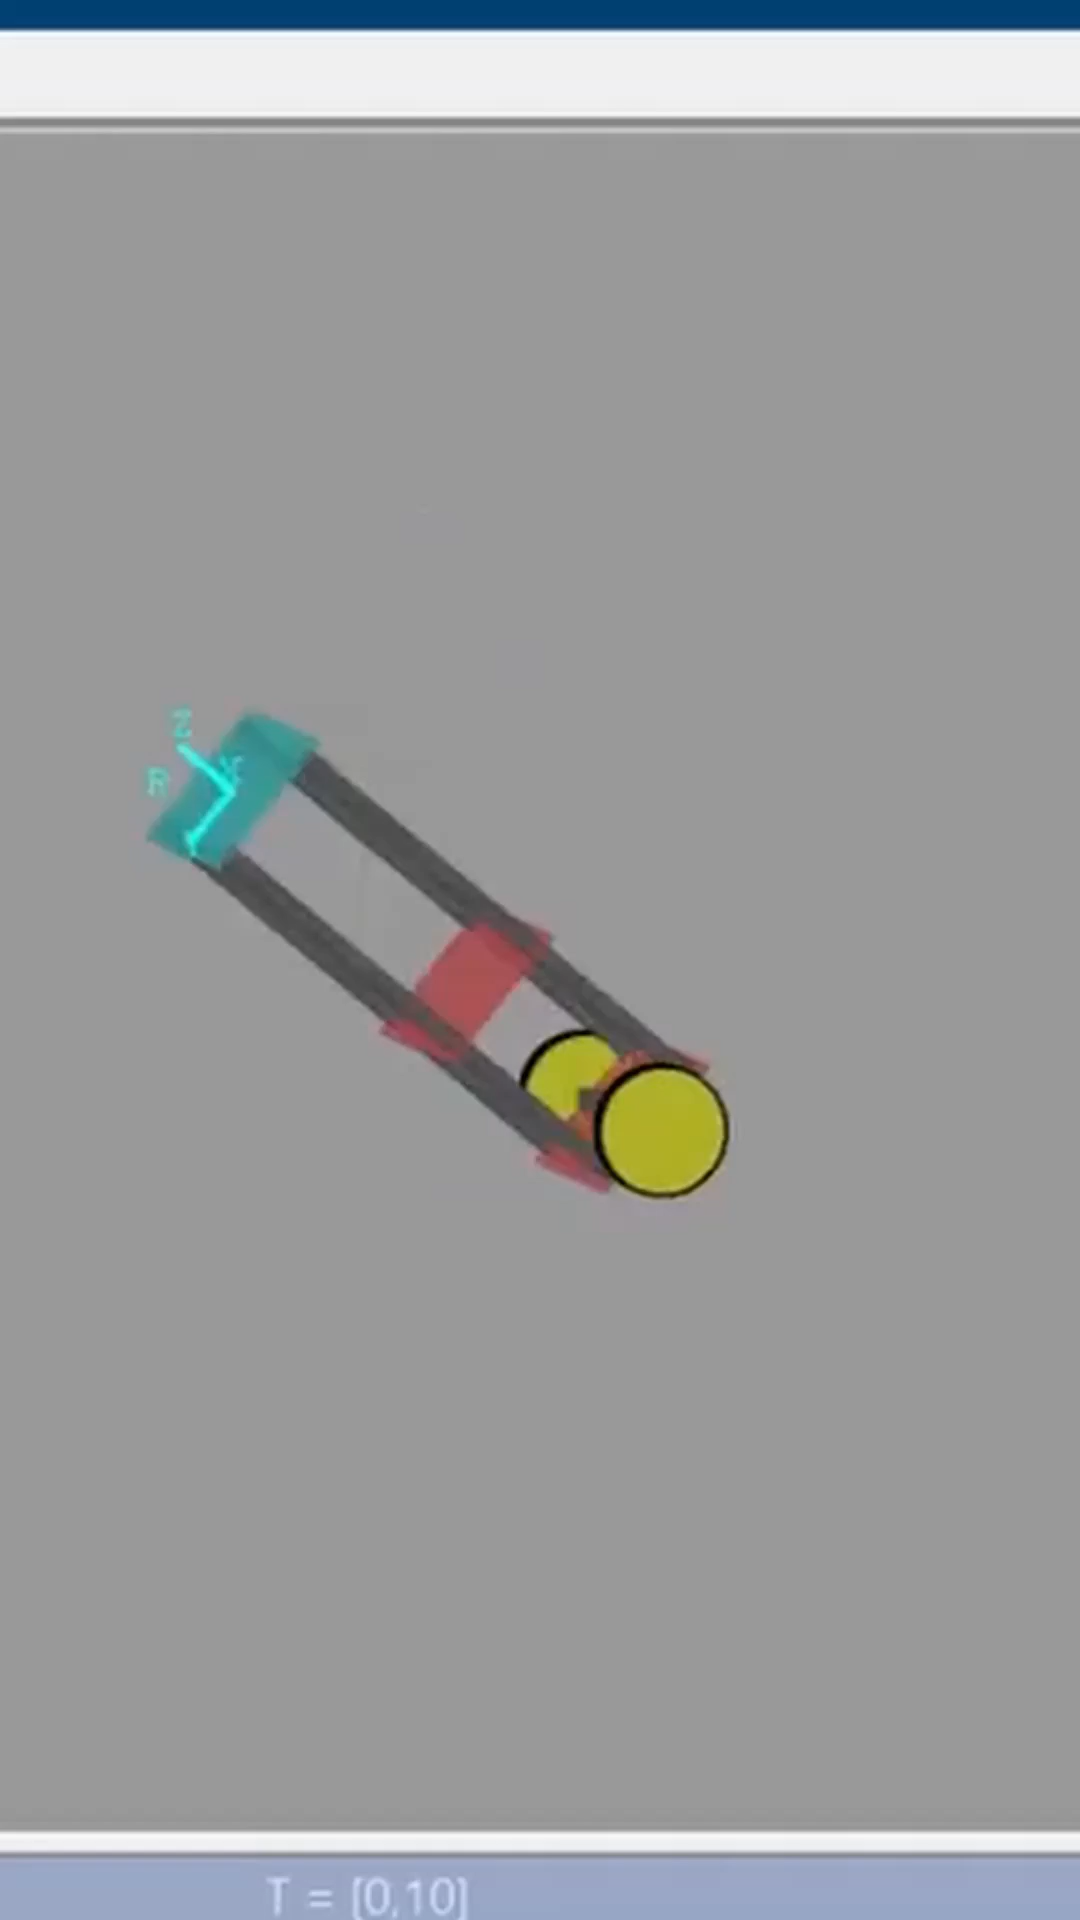 Z
R
T = [0,10]